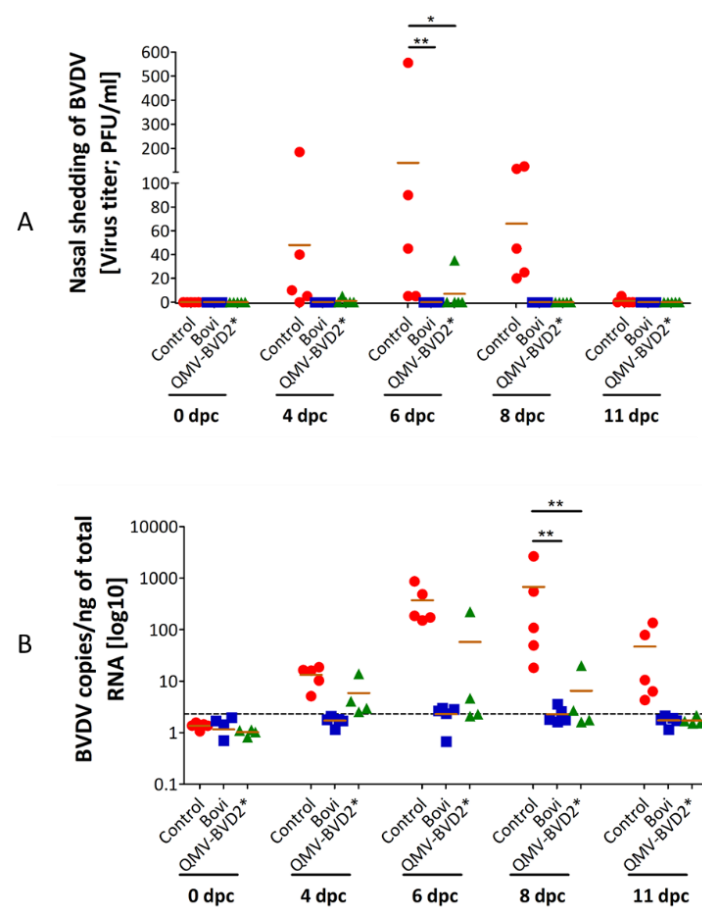 * 
**
600
500
400
300
200
100
80
60
40
20
0
Nasal shedding of BVDV
[Virus titer; PFU/ml]
A
Control
Bovi
QMV-BVD2*
Control
Bovi
QMV-BVD2*
Control
Bovi
QMV-BVD2*
Control
Bovi
QMV-BVD2*
Control
Bovi
QMV-BVD2*
0 dpc
4 dpc
6 dpc
8 dpc
11 dpc
**
**
10000
1000
100
10
1
0.1
BVDV copies/ng of total
RNA [log10]
B
Control
Bovi
QMV-BVD2*
Control
Bovi
QMV-BVD2*
Control
Bovi
QMV-BVD2*
Control
Bovi
QMV-BVD2*
Control
Bovi
QMV-BVD2*
0 dpc
4 dpc
6 dpc
8 dpc
11 dpc